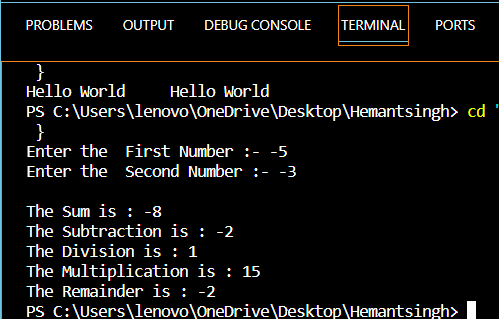 PROBLEMS OUTPUT DEBUG CONSOLE TERMINAL PORTS
}
Hello World     Hello World
PS C:\Users\lenovo\OneDrive\Desktop\Hemantsingh> cd "
}
Enter the  First Number :- -5
Enter the  Second Number :- -3
The Sum is : -8
The Subtraction is : -2
The Division is : 1
The Multiplication is : 15
The Remainder is : -2
PS C:\Users\lenovo\OneDrive\Desktop\Hemantsingh>